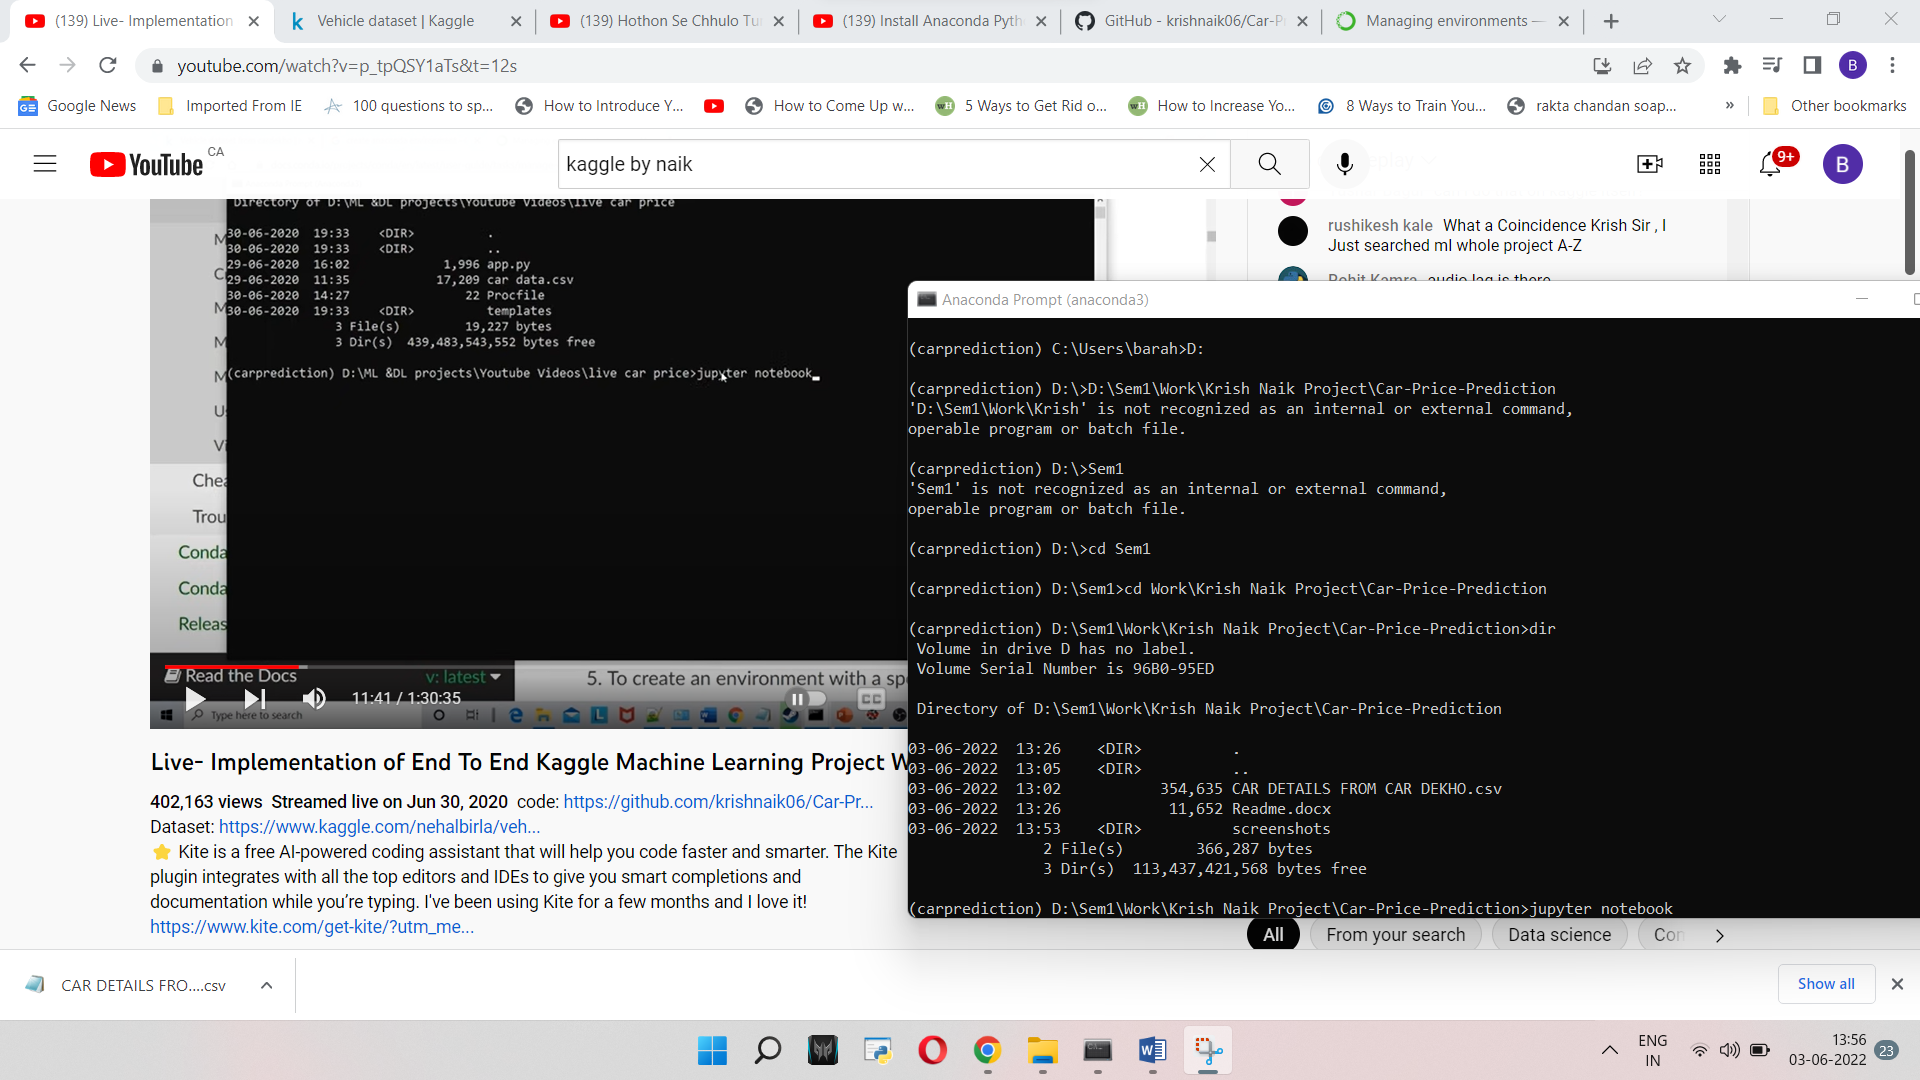 (139) Live- Implementation
Vehicle dataset | Kaggle
(139) Hothon Se Chhulo Tu
(139) Install Anaconda Pyth
GitHub - krishnaik06/Car-P
Managing environments —
youtube.com/watch?v=p_tpQSY1aTs&t=12s
B
Google News
Imported From IE
100 questions to sp...
How to Introduce Y...
How to Come Up w...
5 Ways to Get Rid o...
How to Increase Yo...
8 Ways to Train You...
rakta chandan soap...
»
Other bookmarks
YouTube CA
kaggle by naik
9+
B
Directory of D:\ML &DL projects\Youtube Videos\live car price
30-06-2020 19:33 <DIR> .
30-06-2020 19:33 <DIR> ..
29-06-2020 16:02 1,996 app.py
29-06-2020 11:35 17,209 car data.csv
30-06-2020 14:27 22 Procfile
30-06-2020 19:33 <DIR> templates
3 File(s) 19,227 bytes
3 Dir(s) 439,483,543,552 bytes free
(carprediction) D:\ML &DL projects\Youtube Videos\live car price>jupyter notebook
M
C
M
M
M
Us
Vi
Chea
Trou
Conda
Conda
Releas
Read the Docs
v: latest
5. To create an environment with a spe
11:41 / 1:30:35
CC
Type here to search
rushikesh kale What a Coincidence Krish Sir , I
Just searched ml whole project A-Z
Rohit Kamra audio lag is there
Anaconda Prompt (anaconda3)
(carprediction) C:\Users\barah>D:
(carprediction) D:\>D:\Sem1\Work\Krish Naik Project\Car-Price-Prediction
'D:\Sem1\Work\Krish' is not recognized as an internal or external command,
operable program or batch file.
(carprediction) D:\>Sem1
'Sem1' is not recognized as an internal or external command,
operable program or batch file.
(carprediction) D:\>cd Sem1
(carprediction) D:\Sem1>cd Work\Krish Naik Project\Car-Price-Prediction
(carprediction) D:\Sem1\Work\Krish Naik Project\Car-Price-Prediction>dir
Volume in drive D has no label.
Volume Serial Number is 96B0-95ED
Directory of D:\Sem1\Work\Krish Naik Project\Car-Price-Prediction
03-06-2022 13:26 <DIR> .
03-06-2022 13:05 <DIR> ..
03-06-2022 13:02 354,635 CAR DETAILS FROM CAR DEKHO.csv
03-06-2022 13:26 11,652 Readme.docx
03-06-2022 13:53 <DIR> screenshots
2 File(s) 366,287 bytes
3 Dir(s) 113,437,421,568 bytes free
(carprediction) D:\Sem1\Work\Krish Naik Project\Car-Price-Prediction>jupyter notebook
Live- Implementation of End To End Kaggle Machine Learning Project W
402,163 views Streamed live on Jun 30, 2020 code: https://github.com/krishnaik06/Car-Pr...
Dataset: https://www.kaggle.com/nehalbirla/veh...
Kite is a free AI-powered coding assistant that will help you code faster and smarter. The Kite
plugin integrates with all the top editors and IDEs to give you smart completions and
documentation while you're typing. I've been using Kite for a few months and I love it!
https://www.kite.com/get-kite/?utm_me...
All
From your search
Data science
Con
CAR DETAILS FRO....csv
Show all
ENG
IN
13:56
03-06-2022
23